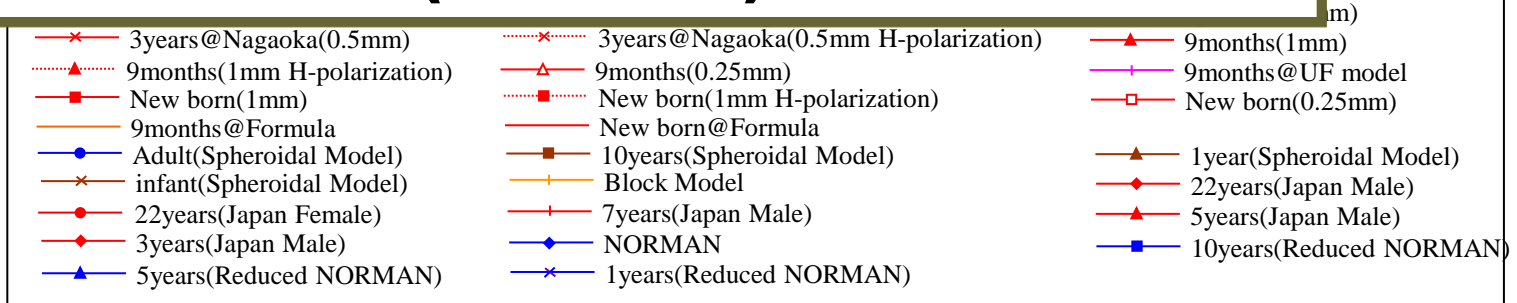 mm)
3years@Nagaoka(0.5mm) 3years@Nagaoka(0.5mm H-polarization) 9months(1mm)
9months(1mm H-polarization) 9months(0.25mm) 9months@UF model
New born(1mm) New born(1mm H-polarization) New born(0.25mm)
9months@Formula New born@Formula
Adult(Spheroidal Model) 10years(Spheroidal Model) 1year(Spheroidal Model)
infant(Spheroidal Model) Block Model 22years(Japan Male)
22years(Japan Female) 7years(Japan Male) 5years(Japan Male)
3years(Japan Male) NORMAN 10years(Reduced NORMAN)
5years(Reduced NORMAN) 1years(Reduced NORMAN)